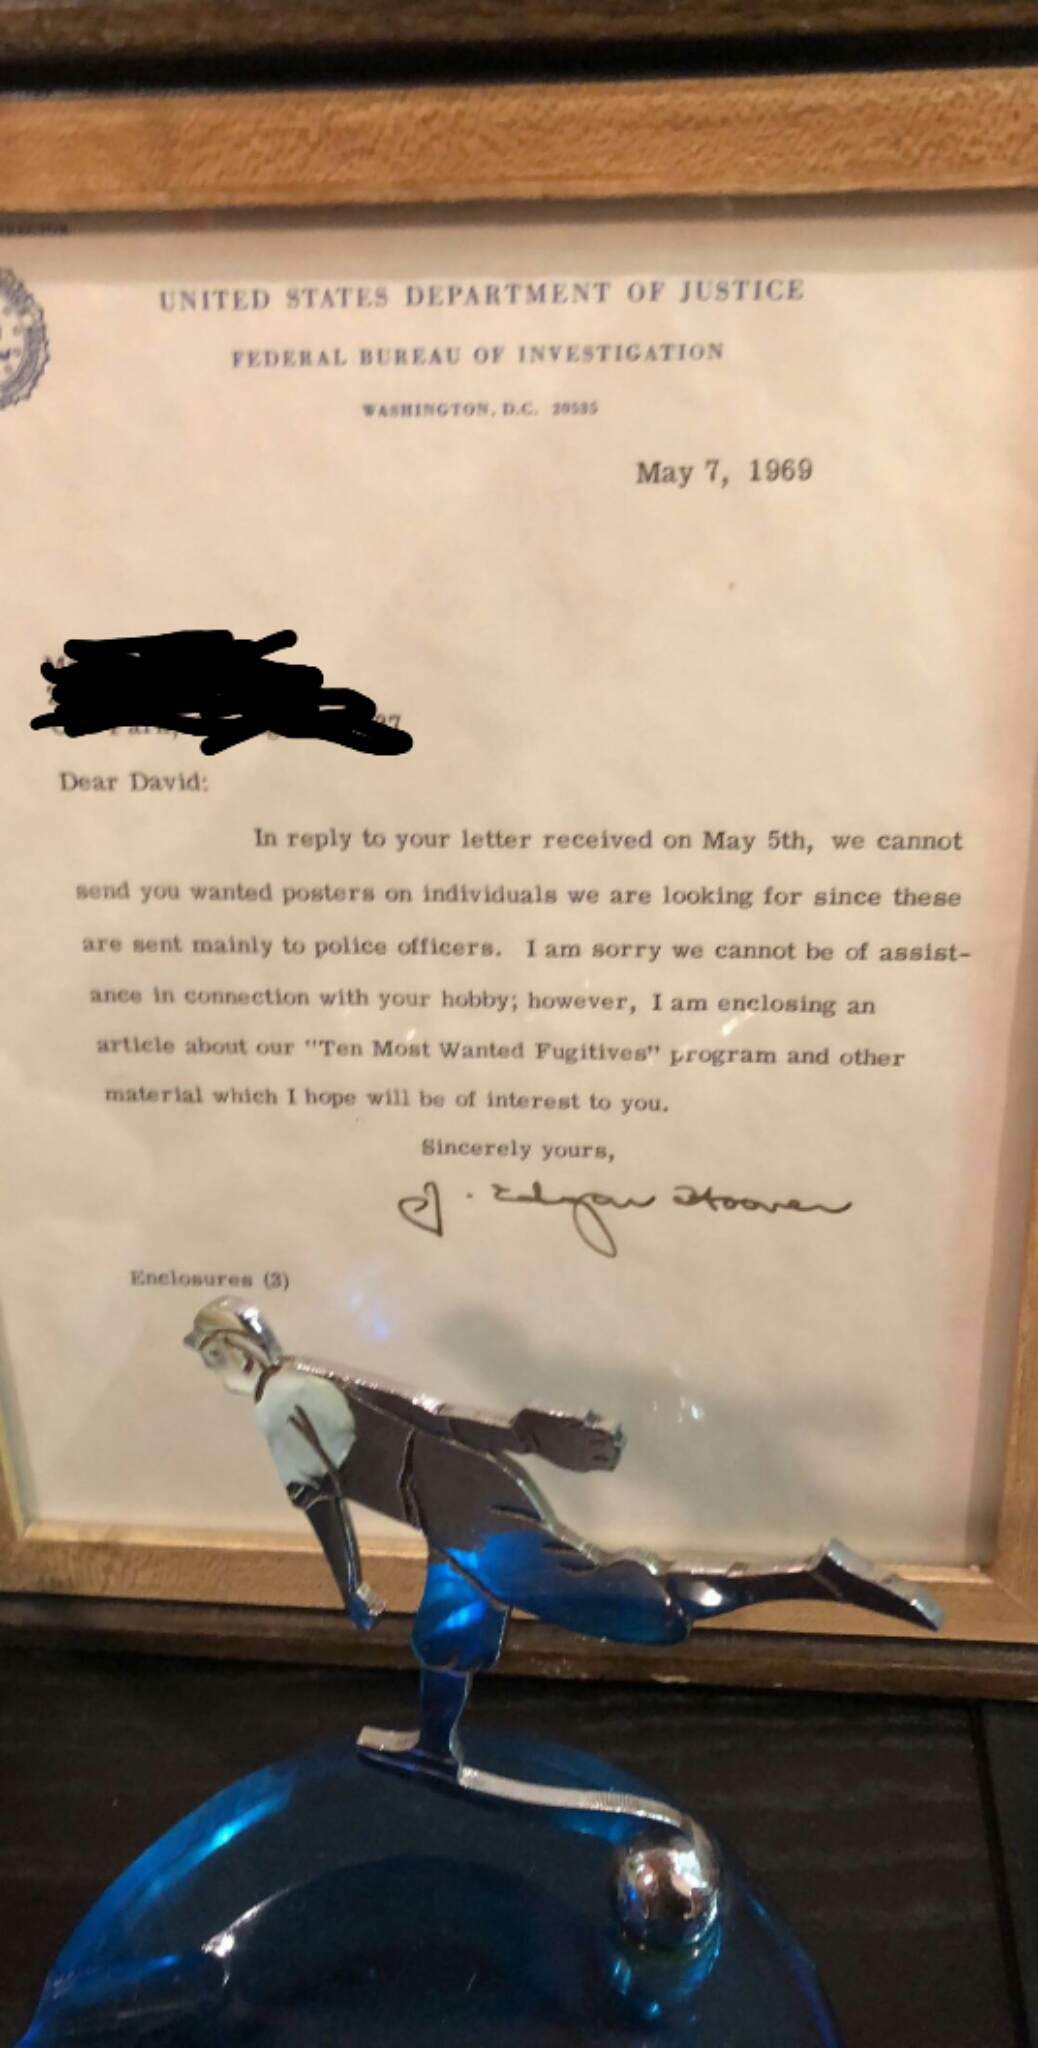 UNITED STATES DEPARTMENT OF JUSTICE
FEDERAL BUREAU OF INVESTIGATION
WASHINGTON, D.C. 20535
May 7, 1969
Park,
Dear David:
In reply to your letter received on May 5th, we cannot
send you wanted posters on individuals we are looking for since these
are sent mainly to police officers. I am sorry we cannot be of assist-
ance in connection with your hobby; however, I am enclosing an
article about our "Ten Most Wanted Fugitives" program and other
material which I hope will be of interest to you.
Sincerely yours,
J. Edgar Hoover
Enclosures (3)